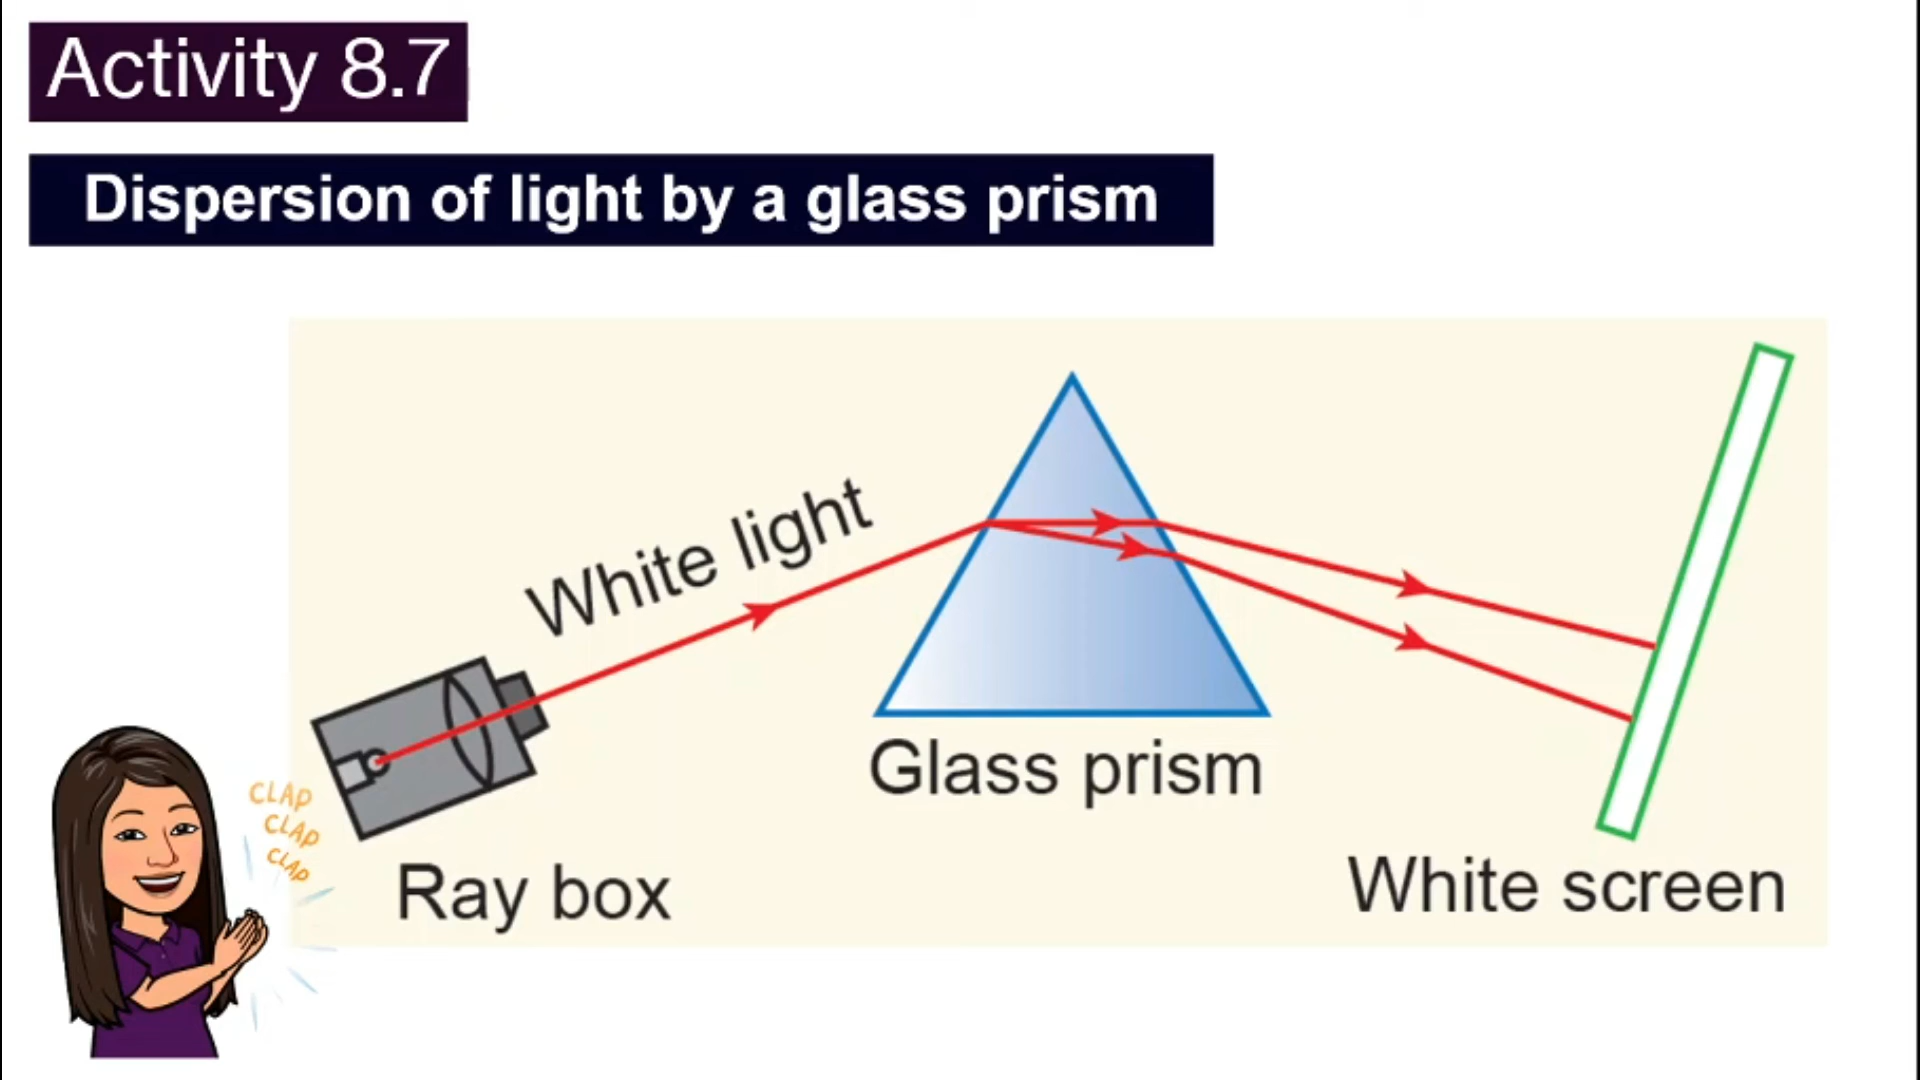 Activity 8.7
Dispersion of light by a glass prism
White light
Glass prism
CLAP
CLAP
CLAP
Ray box
White screen